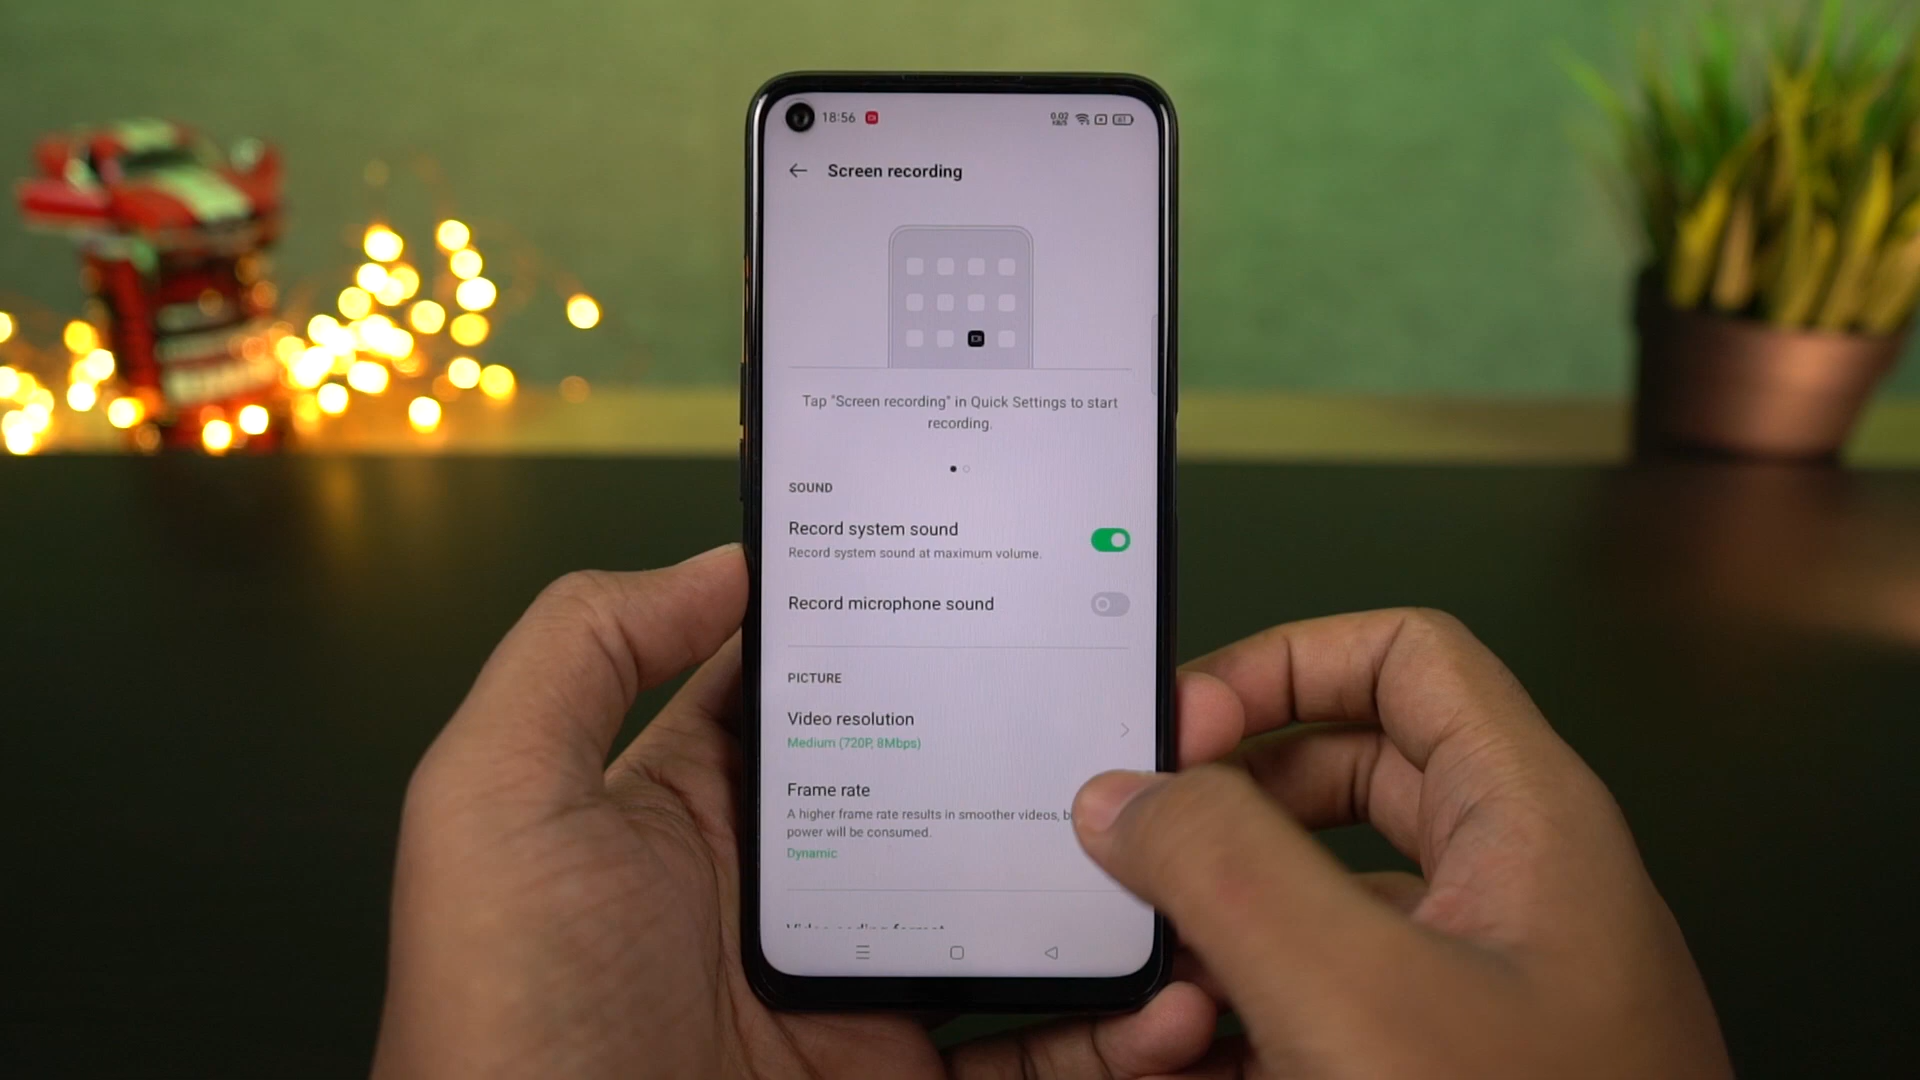 18:56
0.02
Screen recording
Tap "Screen recording" in Quick Settings to start
recording.
SOUND
Record system sound
Record system sound at maximum volume.
Record microphone sound
PICTURE
Video resolution
Medium (720P, 8Mbps)
Frame rate
A higher frame rate results in smoother videos, b
power will be consumed.
Dynamic